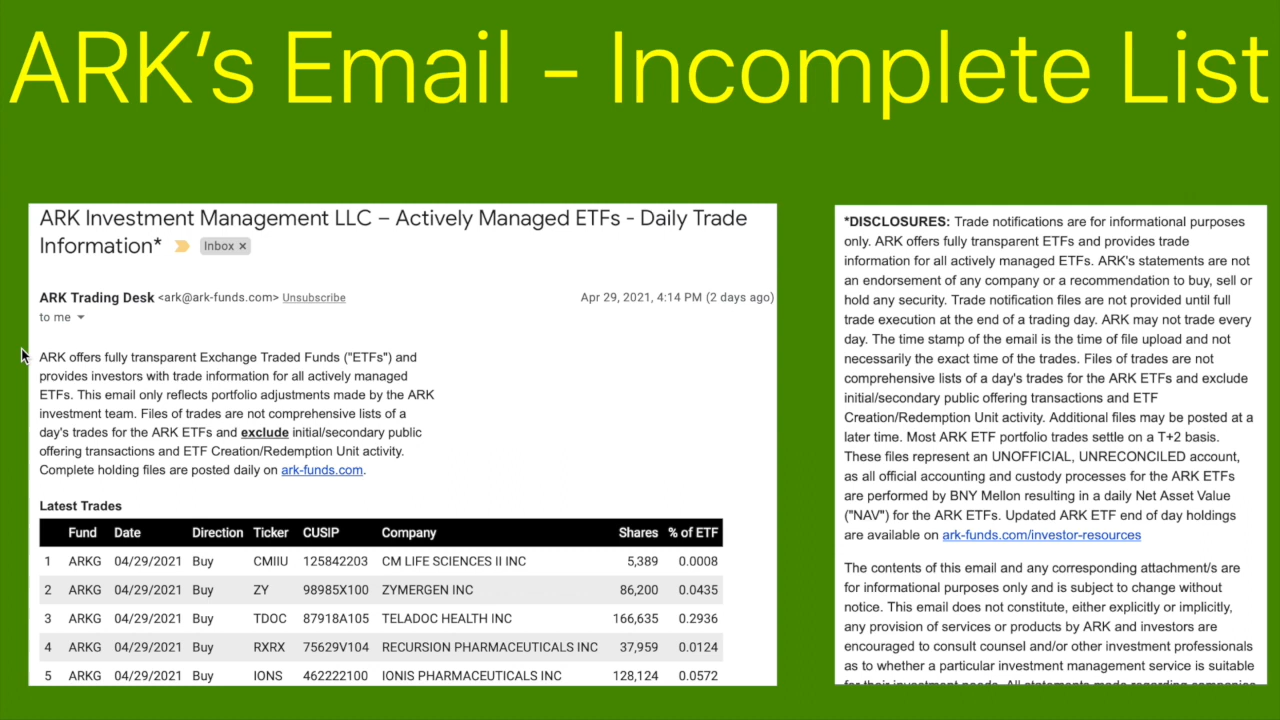 ARK’s Email - Incomplete List
ARK Investment Management LLC – Actively Managed ETFs - Daily Trade
Information* Inbox ×
ARK Trading Desk <ark@ark-funds.com> Unsubscribe Apr 29, 2021, 4:14 PM (2 days ago)
to me
ARK offers fully transparent Exchange Traded Funds ("ETFs") and
provides investors with trade information for all actively managed
ETFs. This email only reflects portfolio adjustments made by the ARK
investment team. Files of trades are not comprehensive lists of a
day's trades for the ARK ETFs and exclude initial/secondary public
offering transactions and ETF Creation/Redemption Unit activity.
Complete holding files are posted daily on ark-funds.com.
Latest Trades
Fund Date Direction Ticker CUSIP Company Shares % of ETF
1 ARKG 04/29/2021 Buy CMIIU 125842203 CM LIFE SCIENCES II INC 5,389 0.0008
2 ARKG 04/29/2021 Buy ZY 98985X100 ZYMERGEN INC 86,200 0.0435
3 ARKG 04/29/2021 Buy TDOC 87918A105 TELADOC HEALTH INC 166,635 0.2936
4 ARKG 04/29/2021 Buy RXRX 75629V104 RECURSION PHARMACEUTICALS INC 37,959 0.0124
5 ARKG 04/29/2021 Buy IONS 462222100 IONIS PHARMACEUTICALS INC 128,124 0.0572
*DISCLOSURES: Trade notifications are for informational purposes
only. ARK offers fully transparent ETFs and provides trade
information for all actively managed ETFs. ARK's statements are not
an endorsement of any company or a recommendation to buy, sell or
hold any security. Trade notification files are not provided until full
trade execution at the end of a trading day. ARK may not trade every
day. The time stamp of the email is the time of file upload and not
necessarily the exact time of the trades. Files of trades are not
comprehensive lists of a day's trades for the ARK ETFs and exclude
initial/secondary public offering transactions and ETF
Creation/Redemption Unit activity. Additional files may be posted at a
later time. Most ARK ETF portfolio trades settle on a T+2 basis.
These files represent an UNOFFICIAL, UNRECONCILED account,
as all official accounting and custody processes for the ARK ETFs
are performed by BNY Mellon resulting in a daily Net Asset Value
("NAV") for the ARK ETFs. Updated ARK ETF end of day holdings
are available on ark-funds.com/investor-resources
The contents of this email and any corresponding attachment/s are
for informational purposes only and is subject to change without
notice. This email does not constitute, either explicitly or implicitly,
any provision of services or products by ARK and investors are
encouraged to consult counsel and/or other investment professionals
as to whether a particular investment management service is suitable
for their investment needs. All statements made regarding companies